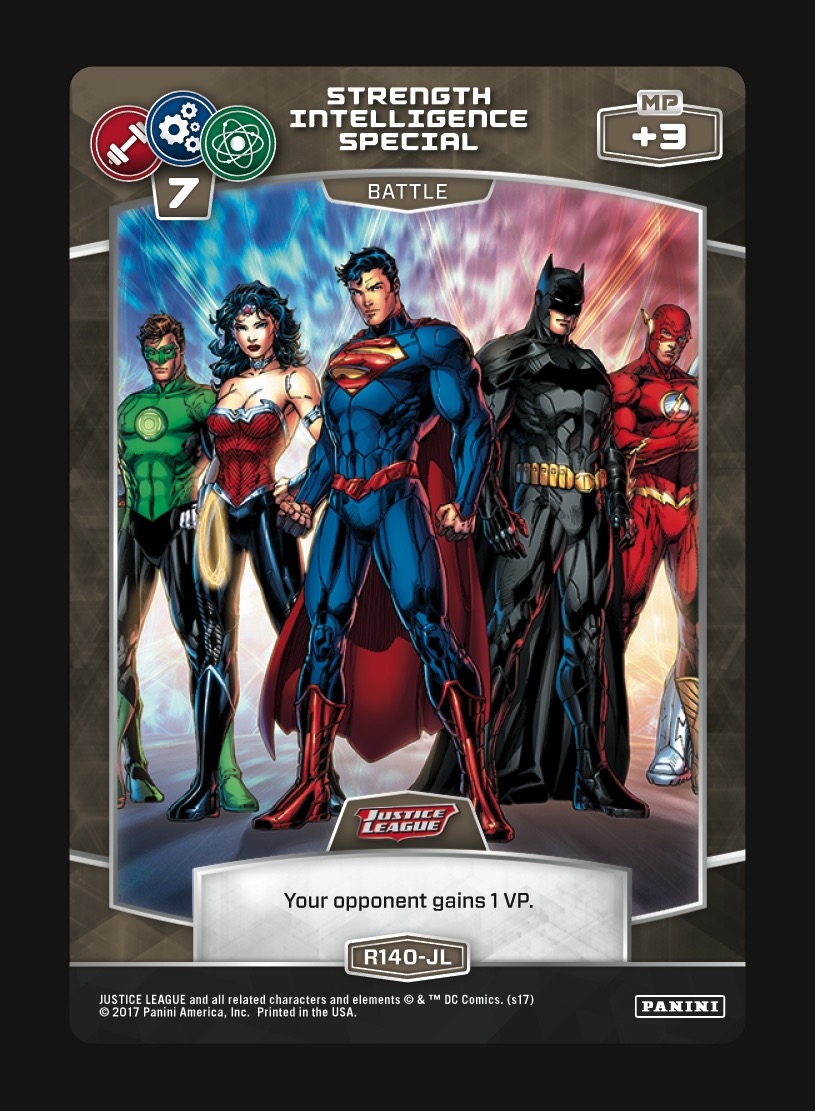 STRENGTH
INTELLIGENCE
SPECIAL
MP
+3
7
BATTLE
JUSTICE
LEAGUE
Your opponent gains 1 VP.
R140-JL
JUSTICE LEAGUE and all related characters and elements © & ™ DC Comics. (s17)
© 2017 Panini America, Inc. Printed in the USA.
PANINI